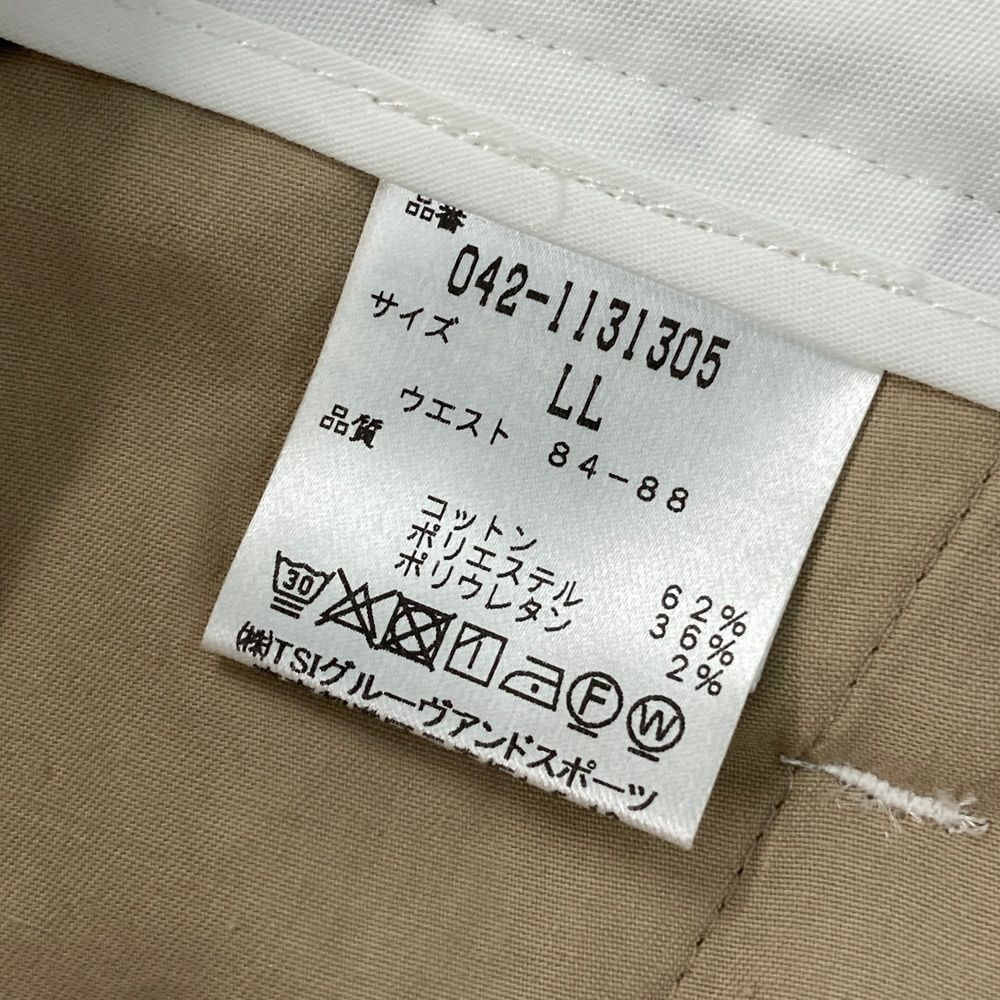 品番
042-1131305
サイズ LL
ウエスト 84-88
品質
コットン 62%
ポリエステル 36%
ポリウレタン 2%
30 F W
㈱TSIグルーヴアンドスポーツ